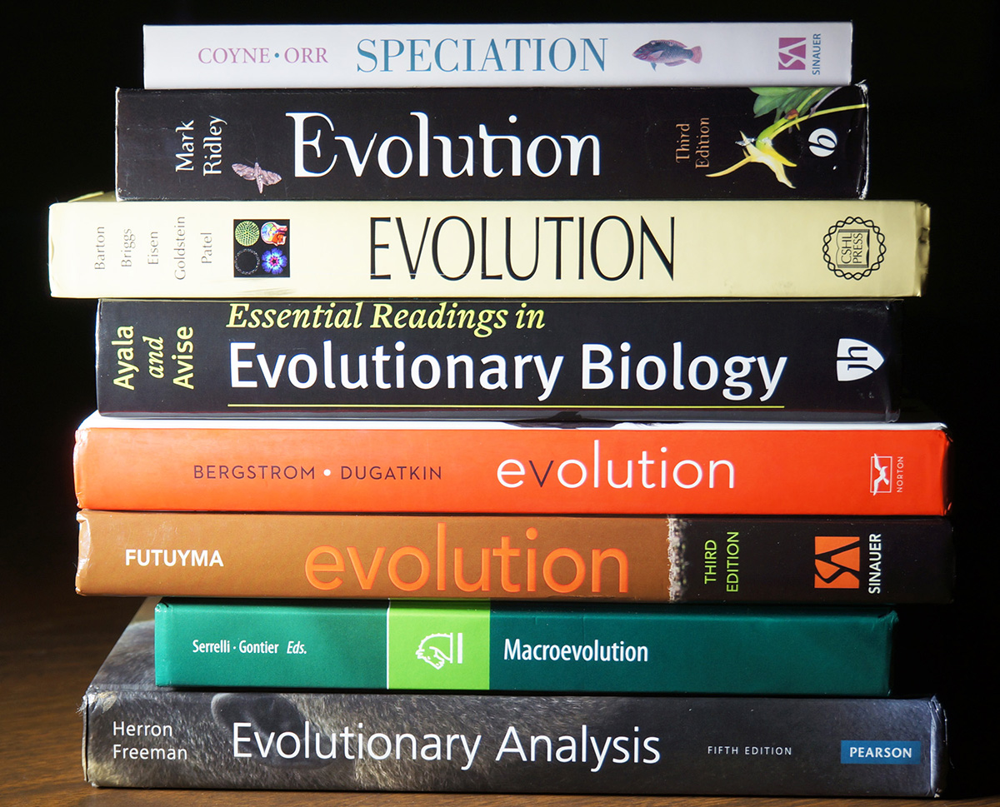 COYNE • ORR SPECIATION SINAUER
Mark
Ridley
Evolution
Third
Edition
b
Barton
Briggs
Eisen
Goldstein
Patel
EVOLUTION
CSHL
PRESS
Ayala
and
Avise
Essential Readings in
Evolutionary Biology
jb
BERGSTROM • DUGATKIN evolution NORTON
FUTUYMA evolution
THIRD
EDITION
SINAUER
Serrelli · Gontier Eds. Macroevolution
Herron
Freeman
Evolutionary Analysis FIFTH EDITION PEARSON